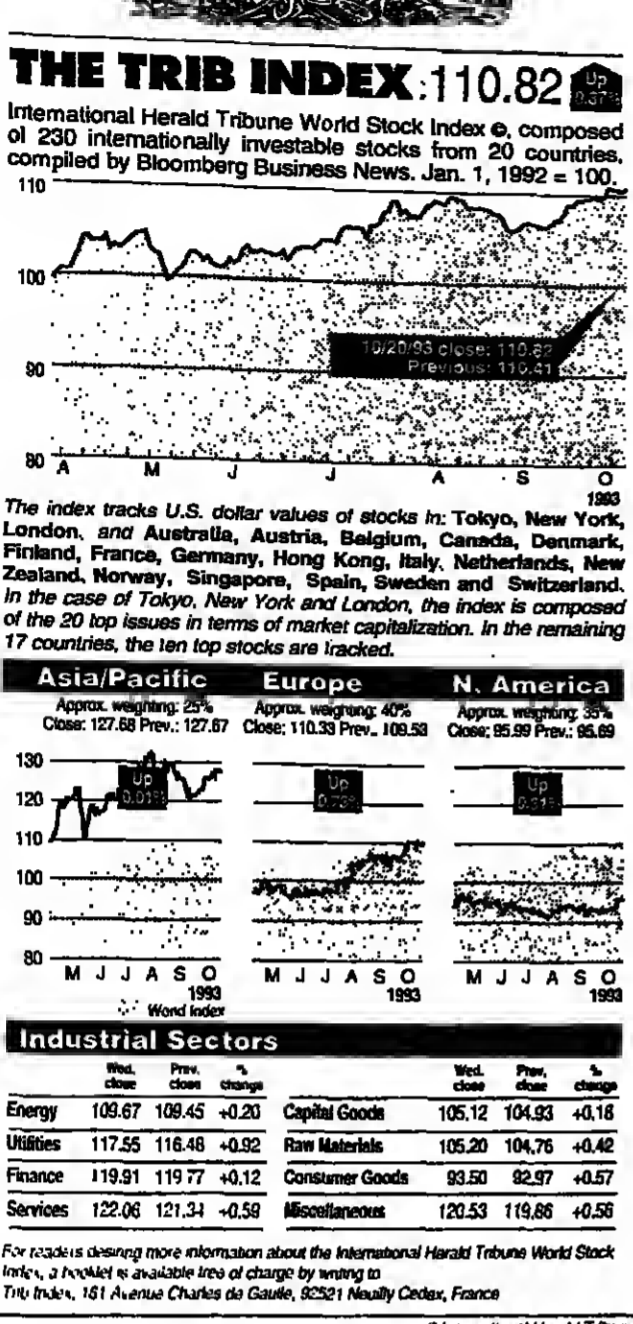 THE TRIB INDEX:110.82 Up 0.37%
International Herald Tribune World Stock Index ©, composed
of 230 internationally investable stocks from 20 countries,
compiled by Bloomberg Business News. Jan. 1, 1992 = 100.
110
100
90
80
10/20/93 close: 110.82
Previous: 110.41
A M J J A S O
1993
The index tracks U.S. dollar values of stocks in: Tokyo, New York,
London, and Australia, Austria, Belgium, Canada, Denmark,
Finland, France, Germany, Hong Kong, Italy, Netherlands, New
Zealand, Norway, Singapore, Spain, Sweden and Switzerland.
In the case of Tokyo, New York and London, the index is composed
of the 20 top issues in terms of market capitalization. In the remaining
17 countries, the ten top stocks are tracked.
Asia/Pacific Europe N. America
Approx. weighting: 25% Approx. weighting: 40% Approx. weighting: 35%
Close: 127.68 Prev.: 127.67 Close: 110.33 Prev.: 109.53 Close: 95.99 Prev.: 95.69
130
120
110
100
90
80
Up 0.01%
Up 0.73%
Up 0.31%
M J J A S O M J J A S O M J J A S O
1993 1993 1993
World Index
Industrial Sectors
Wed. close Prev. close % change Wed. close Prev. close % change
Energy 109.67 109.45 +0.20 Capital Goods 105.12 104.93 +0.18
Utilities 117.55 116.48 +0.92 Raw Materials 105.20 104.76 +0.42
Finance 119.91 119.77 +0.12 Consumer Goods 93.50 92.97 +0.57
Services 122.06 121.34 +0.59 Miscellaneous 120.53 119.86 +0.56
For readers desiring more information about the International Herald Tribune World Stock
Index, a booklet is available free of charge by writing to
Trib Index, 181 Avenue Charles de Gaulle, 92521 Neuilly Cedex, France